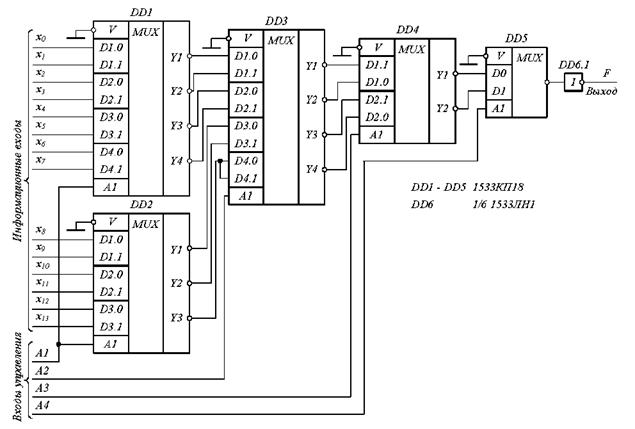 DD1
V MUX
D1.0 Y1
D1.1
D2.0 Y2
D2.1
D3.0 Y3
D3.1
D4.0 Y4
D4.1
A1
x0
x1
x2
x3
x4
x5
x6
x7
Информационные входы
DD2
V MUX
D1.0 Y1
D1.1
D2.0 Y2
D2.1
D3.0 Y3
D3.1
A1
x8
x9
x10
x11
x12
x13
Входы управления
A1
A2
A3
A4
DD3
V MUX
D1.0 Y1
D1.1
D2.0 Y2
D2.1
D3.0 Y3
D3.1
D4.0 Y4
D4.1
A1
DD4
V MUX
D1.1 Y1
D1.0
D2.1 Y2
D2.0
A1
DD5
V MUX
D0
D1
A1
DD6.1
1
F
Выход
DD1 - DD5 1533КП18
DD6 1/6 1533ЛН1